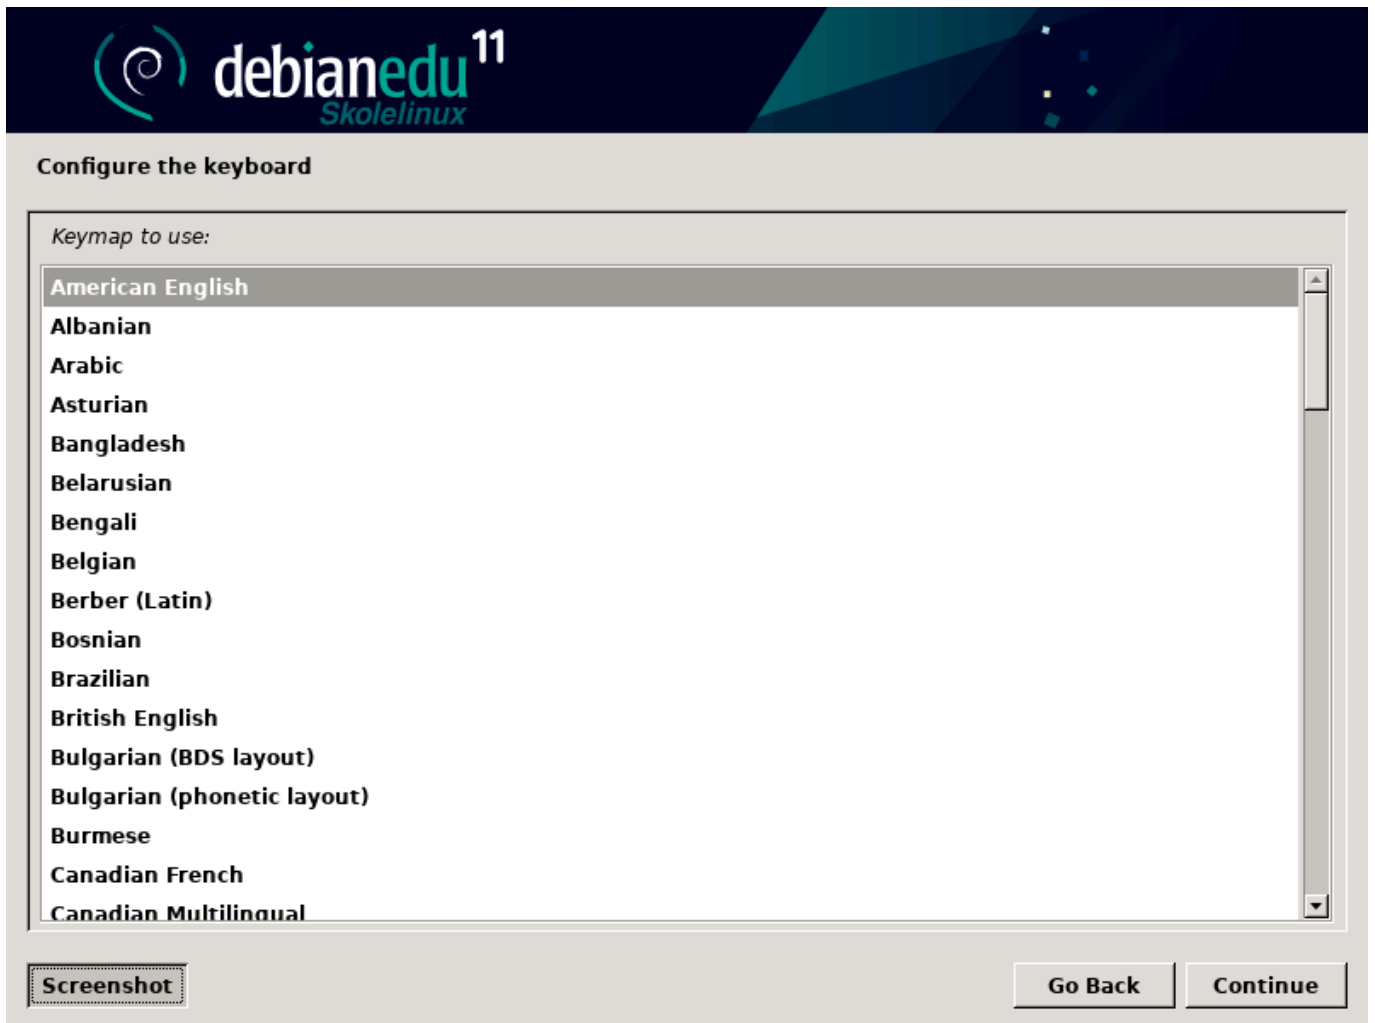 debianedu 11
Skolelinux
Configure the keyboard
Keymap to use:
American English
Albanian
Arabic
Asturian
Bangladesh
Belarusian
Bengali
Belgian
Berber (Latin)
Bosnian
Brazilian
British English
Bulgarian (BDS layout)
Bulgarian (phonetic layout)
Burmese
Canadian French
Canadian Multilingual
Screenshot
Go Back
Continue